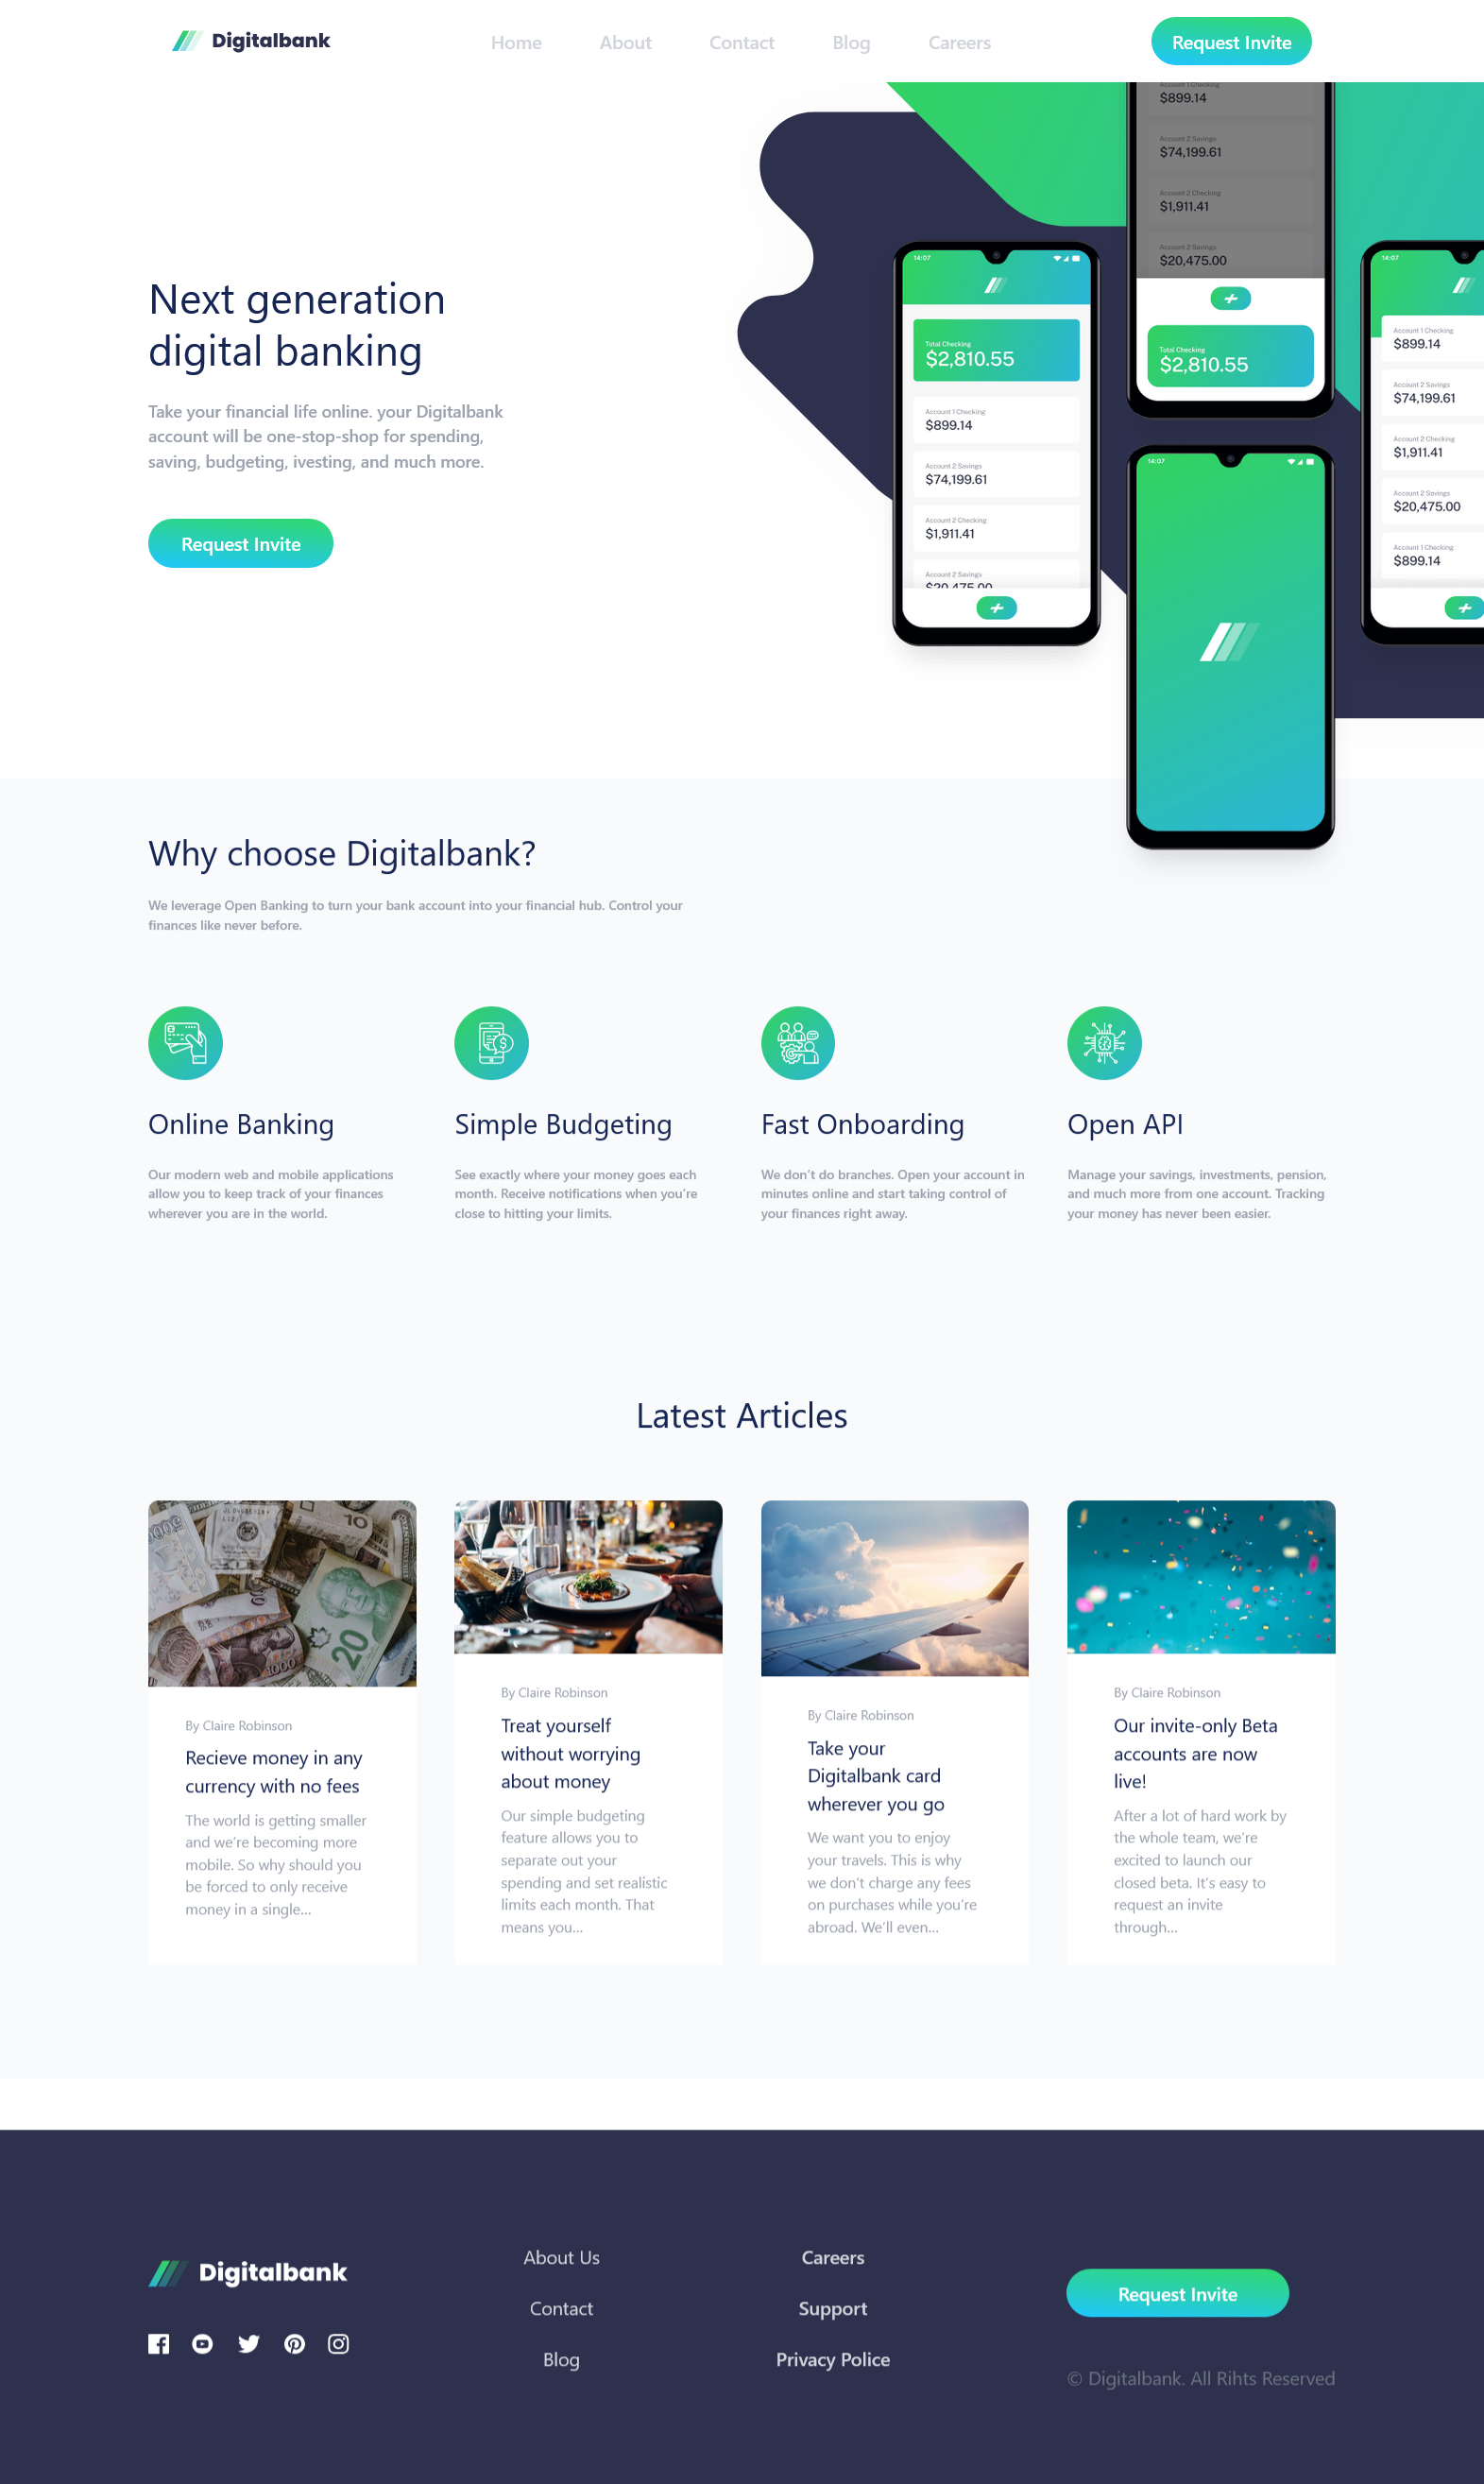 Digitalbank
Home
About
Contact
Blog
Careers
Request Invite
Next generation
digital banking
Take your financial life online. your Digitalbank
account will be one-stop-shop for spending,
saving, budgeting, ivesting, and much more.
Request Invite
Account 1 Checking
$899.14
Account 2 Savings
$74,199.61
Account 2 Checking
$1,911.41
Account 2 Savings
$20,475.00
Total Checking
$2,810.55
14:07
Total Checking
$2,810.55
Account 1 Checking
$899.14
Account 2 Savings
$74,199.61
Account 2 Checking
$1,911.41
Account 2 Savings
$20,475.00
14:07
14:07
Account 1 Checking
$899.14
Account 2 Savings
$74,199.61
Account 2 Checking
$1,911.41
Account 2 Savings
$20,475.00
Account 1 Checking
$899.14
Why choose Digitalbank?
We leverage Open Banking to turn your bank account into your financial hub. Control your
finances like never before.
Online Banking
Our modern web and mobile applications
allow you to keep track of your finances
wherever you are in the world.
Simple Budgeting
See exactly where your money goes each
month. Receive notifications when you're
close to hitting your limits.
Fast Onboarding
We don't do branches. Open your account in
minutes online and start taking control of
your finances right away.
Open API
Manage your savings, investments, pension,
and much more from one account. Tracking
your money has never been easier.
Latest Articles
10
20
1000
By Claire Robinson
Recieve money in any
currency with no fees
The world is getting smaller
and we're becoming more
mobile. So why should you
be forced to only receive
money in a single...
By Claire Robinson
Treat yourself
without worrying
about money
Our simple budgeting
feature allows you to
separate out your
spending and set realistic
limits each month. That
means you...
By Claire Robinson
Take your
Digitalbank card
wherever you go
We want you to enjoy
your travels. This is why
we don't charge any fees
on purchases while you're
abroad. We'll even...
By Claire Robinson
Our invite-only Beta
accounts are now
live!
After a lot of hard work by
the whole team, we're
excited to launch our
closed beta. It's easy to
request an invite
through...
Digitalbank
About Us
Contact
Blog
Careers
Support
Privacy Police
Request Invite
© Digitalbank. All Rihts Reserved